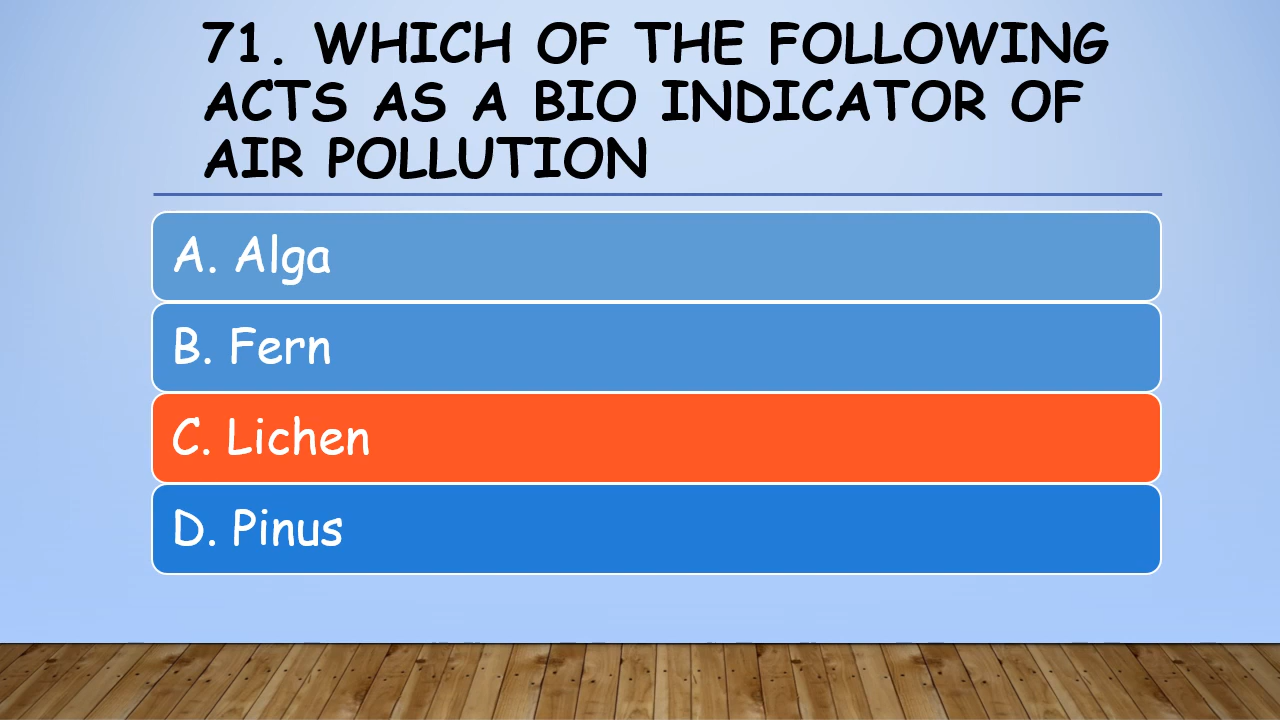 71. WHICH OF THE FOLLOWING
ACTS AS A BIO INDICATOR OF
AIR POLLUTION
A. Alga
B. Fern
C. Lichen
D. Pinus